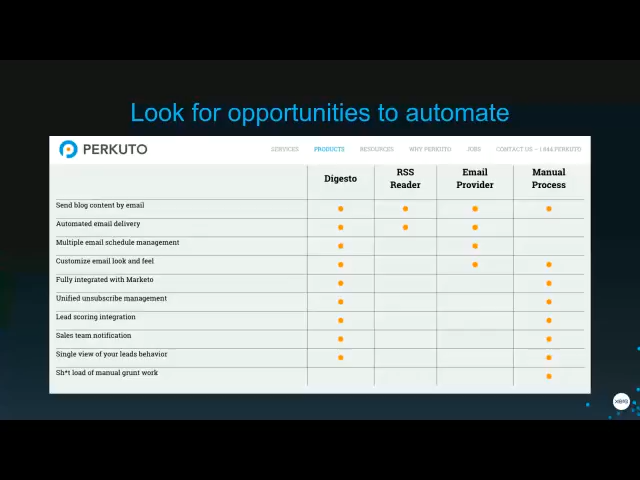 Look for opportunities to automate
PERKUTO
SERVICES PRODUCTS RESOURCES WHY PERKUTO JOBS CONTACT US – 1.844.PERKUTO
Digesto RSS Reader Email Provider Manual Process
Send blog content by email
Automated email delivery
Multiple email schedule management
Customize email look and feel
Fully integrated with Marketo
Unified unsubscribe management
Lead scoring integration
Sales team notification
Single view of your leads behavior
Sh*t load of manual grunt work
xero